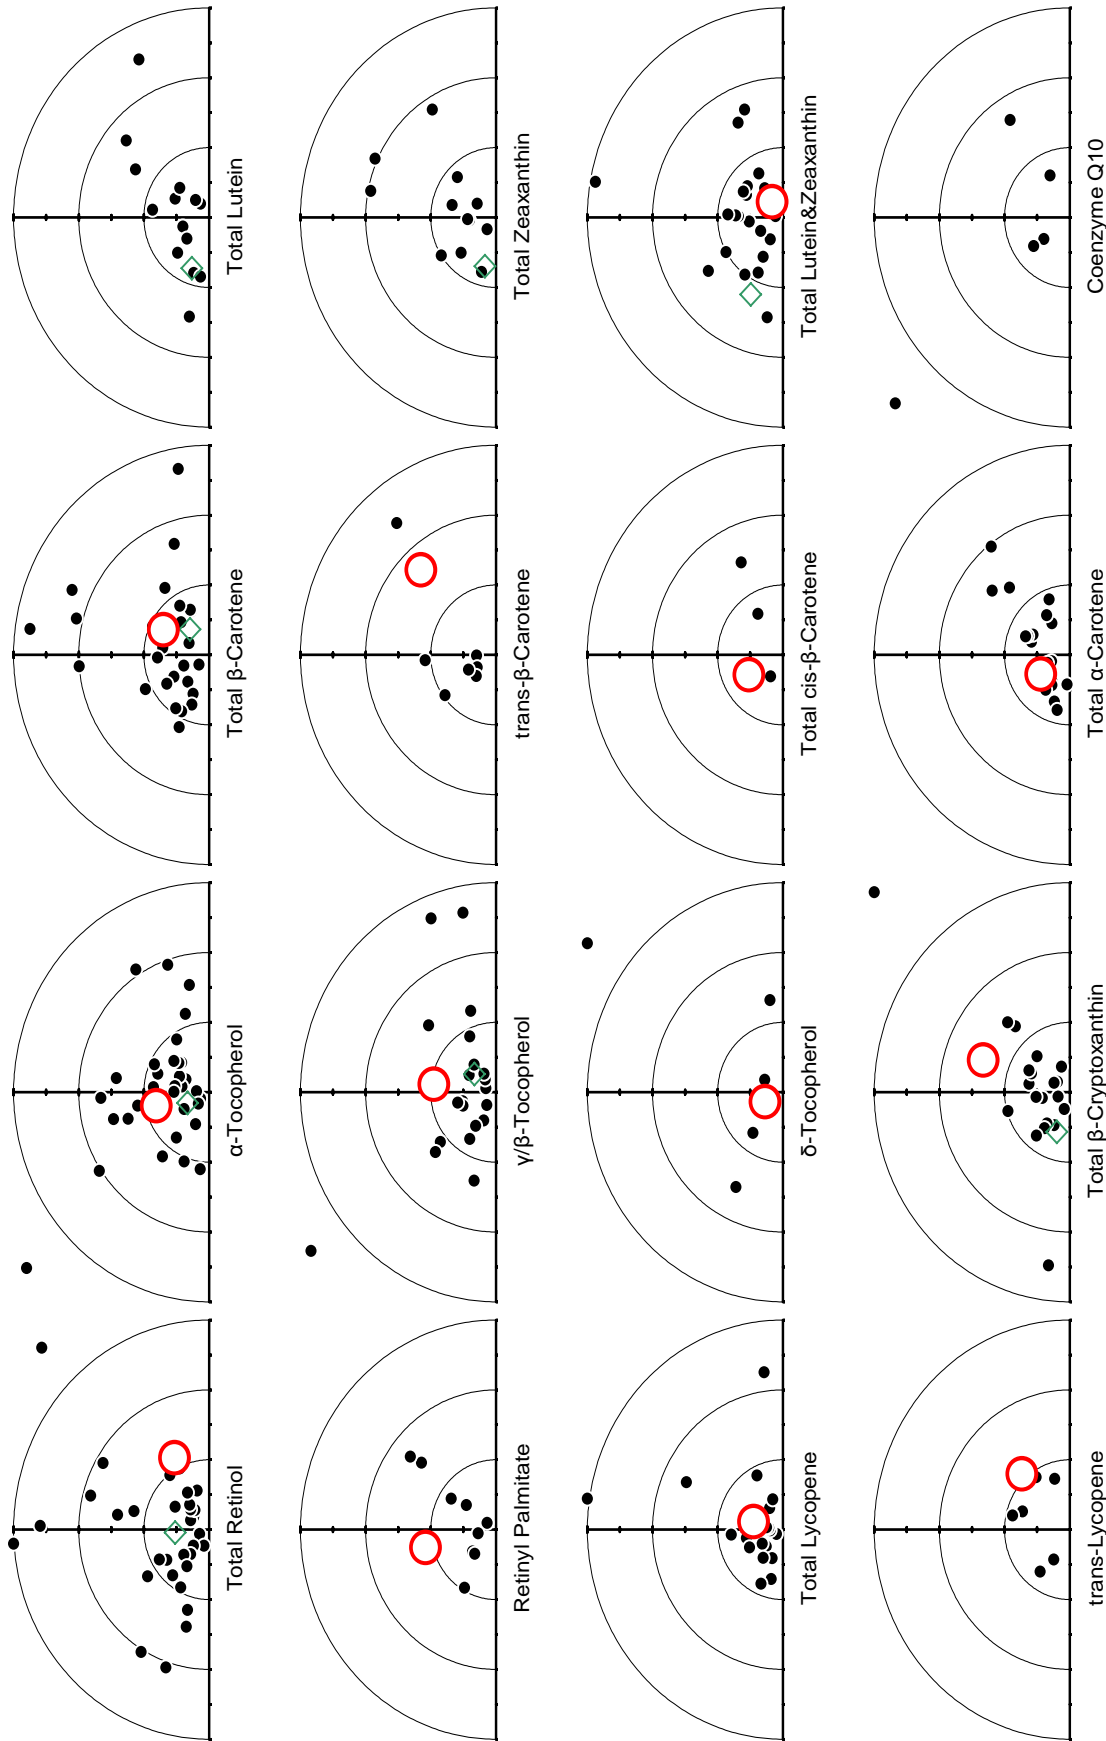 Total Retinol
α-Tocopherol
Total β-Carotene
Total Lutein
Retinyl Palmitate
γ/β-Tocopherol
trans-β-Carotene
Total Zeaxanthin
Total Lycopene
δ-Tocopherol
Total cis-β-Carotene
Total Lutein&Zeaxanthin
trans-Lycopene
Total β-Cryptoxanthin
Total α-Carotene
Coenzyme Q10